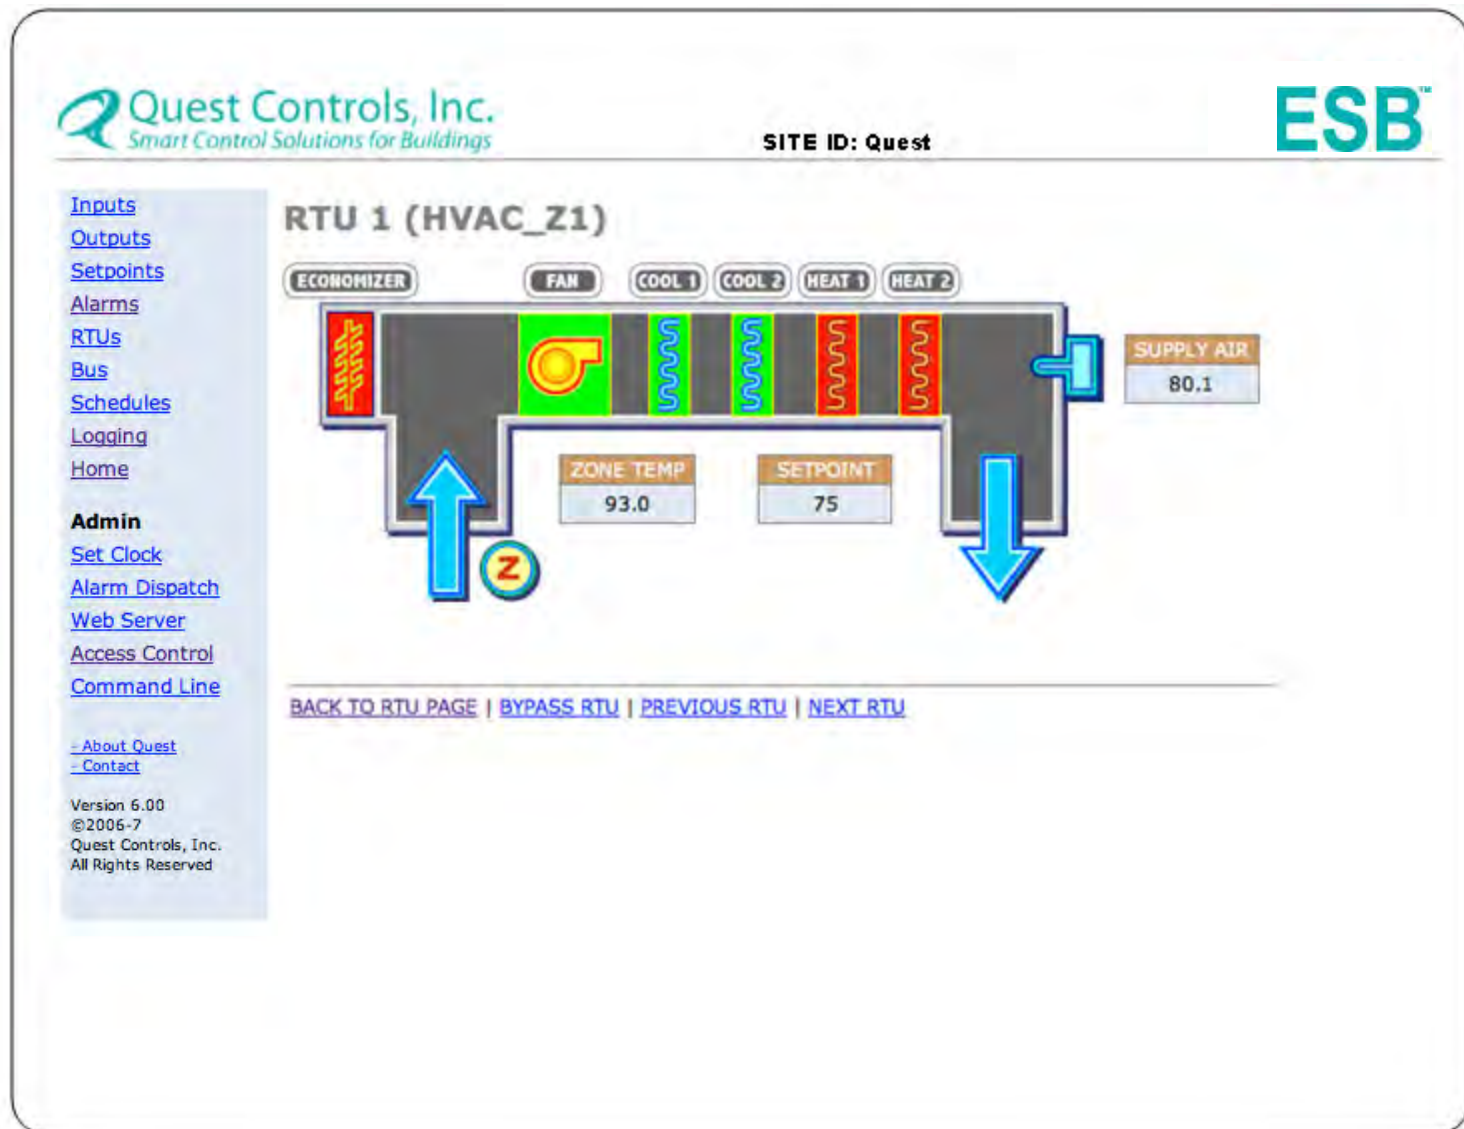 Quest Controls, Inc.
Smart Control Solutions for Buildings
SITE ID: Quest
ESB™
Inputs
Outputs
Setpoints
Alarms
RTUs
Bus
Schedules
Logging
Home
Admin
Set Clock
Alarm Dispatch
Web Server
Access Control
Command Line
- About Quest
- Contact
Version 6.00
©2006-7
Quest Controls, Inc.
All Rights Reserved
RTU 1 (HVAC_Z1)
ECONOMIZER FAN COOL 1 COOL 2 HEAT 1 HEAT 2
SUPPLY AIR
80.1
ZONE TEMP
93.0
SETPOINT
75
Z
BACK TO RTU PAGE | BYPASS RTU | PREVIOUS RTU | NEXT RTU